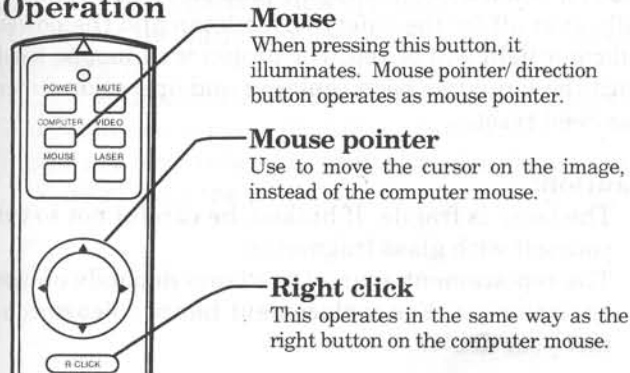 Operation
Mouse
When pressing this button, it
illuminates. Mouse pointer/ direction
button operates as mouse pointer.
POWER MUTE
COMPUTER VIDEO
MOUSE LASER
Mouse pointer
Use to move the cursor on the image,
instead of the computer mouse.
Right click
This operates in the same way as the
right button on the computer mouse.
R CLICK